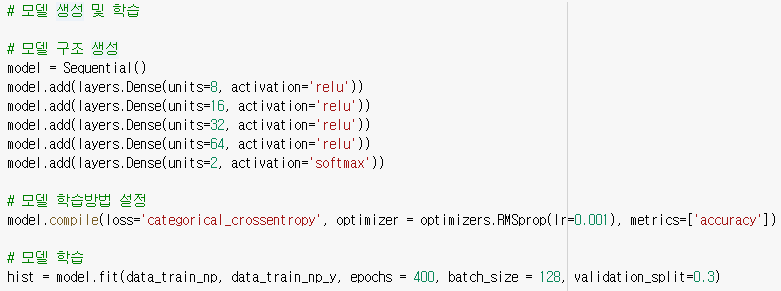 # 모델 생성 및 학습
# 모델 구조 생성
model = Sequential()
model.add(layers.Dense(units=8, activation='relu'))
model.add(layers.Dense(units=16, activation='relu'))
model.add(layers.Dense(units=32, activation='relu'))
model.add(layers.Dense(units=64, activation='relu'))
model.add(layers.Dense(units=2, activation='softmax'))
# 모델 학습방법 설정
model.compile(loss='categorical_crossentropy', optimizer = optimizers.RMSprop(lr=0.001), metrics=['accuracy'])
# 모델 학습
hist = model.fit(data_train_np, data_train_np_y, epochs = 400, batch_size = 128, validation_split=0.3)